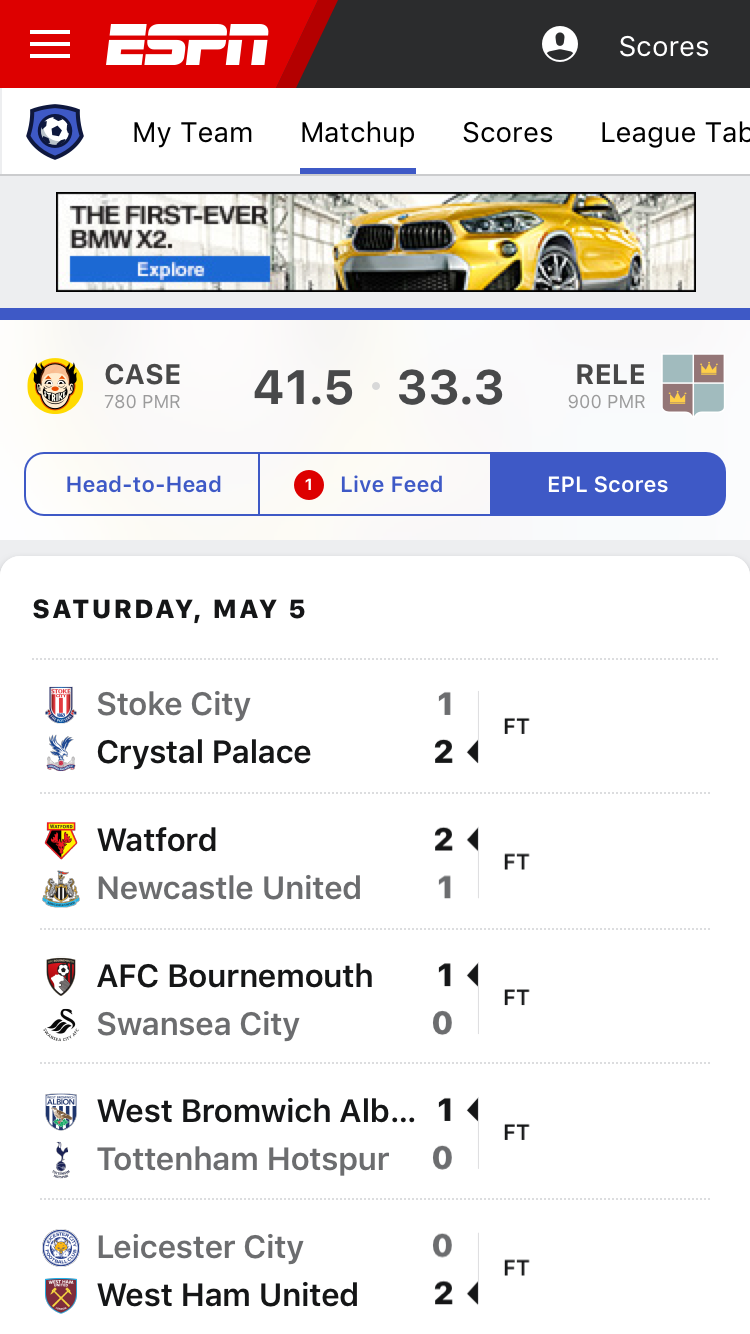 ESPN
Scores
My Team Matchup Scores League Tab
THE FIRST-EVER
BMW X2.
Explore
CASE
780 PMR
41.5 · 33.3
RELE
900 PMR
Head-to-Head 1 Live Feed EPL Scores
SATURDAY, MAY 5
Stoke City 1
Crystal Palace 2
FT
Watford 2
Newcastle United 1
FT
AFC Bournemouth 1
Swansea City 0
FT
West Bromwich Alb... 1
Tottenham Hotspur 0
FT
Leicester City 0
West Ham United 2
FT